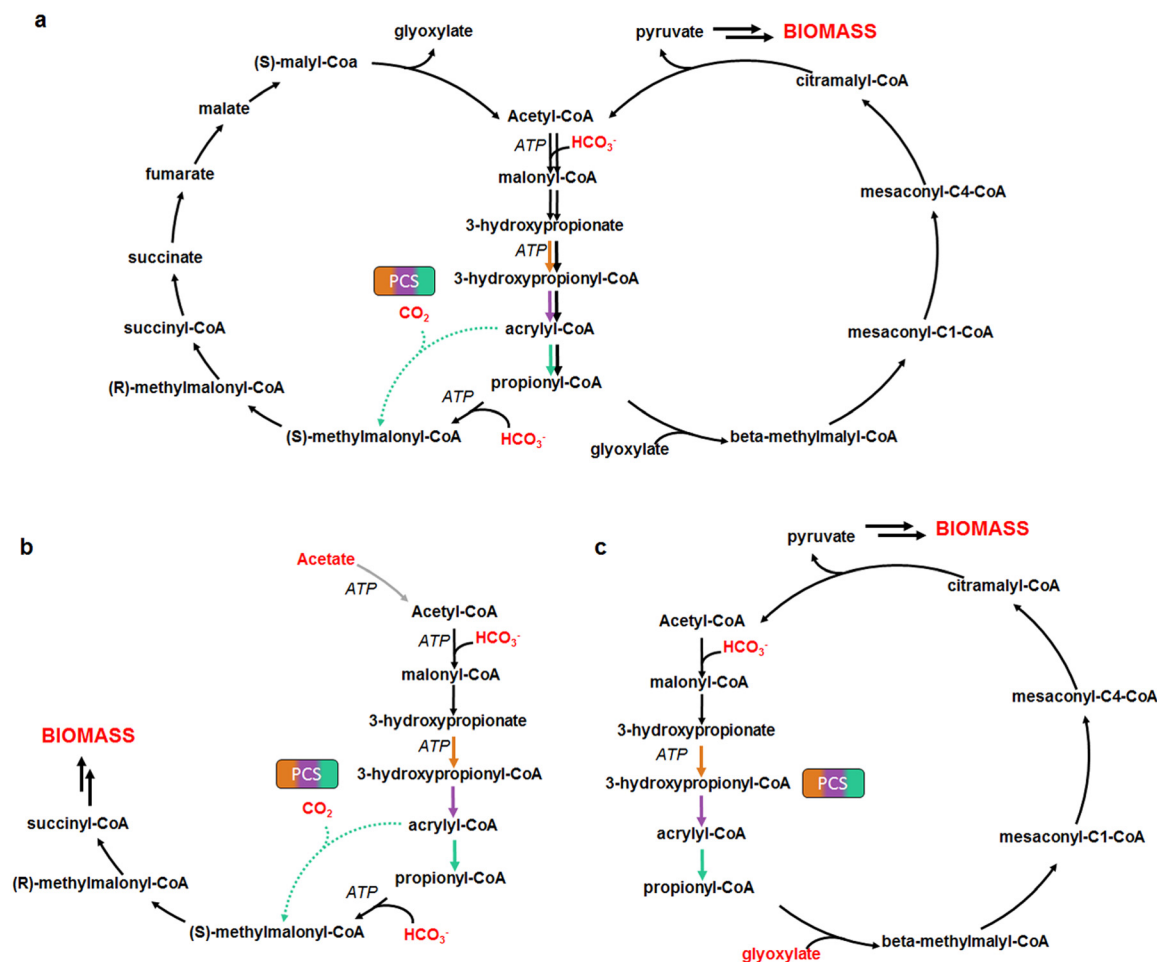 a
glyoxylate
pyruvate
BIOMASS
(S)-malyl-Coa
citramalyl-CoA
malate
Acetyl-CoA
ATP
HCO₃⁻
fumarate
malonyl-CoA
mesaconyl-C4-CoA
3-hydroxypropionate
succinate
ATP
PCS
3-hydroxypropionyl-CoA
CO₂
succinyl-CoA
acrylyl-CoA
mesaconyl-C1-CoA
(R)-methylmalonyl-CoA
propionyl-CoA
ATP
(S)-methylmalonyl-CoA
HCO₃⁻
glyoxylate
beta-methylmalyl-CoA
b
Acetate
ATP
Acetyl-CoA
ATP
HCO₃⁻
malonyl-CoA
3-hydroxypropionate
BIOMASS
ATP
PCS
3-hydroxypropionyl-CoA
CO₂
succinyl-CoA
acrylyl-CoA
(R)-methylmalonyl-CoA
propionyl-CoA
ATP
(S)-methylmalonyl-CoA
HCO₃⁻
c
pyruvate
BIOMASS
citramalyl-CoA
Acetyl-CoA
HCO₃⁻
malonyl-CoA
mesaconyl-C4-CoA
3-hydroxypropionate
ATP
3-hydroxypropionyl-CoA
PCS
acrylyl-CoA
mesaconyl-C1-CoA
propionyl-CoA
glyoxylate
beta-methylmalyl-CoA